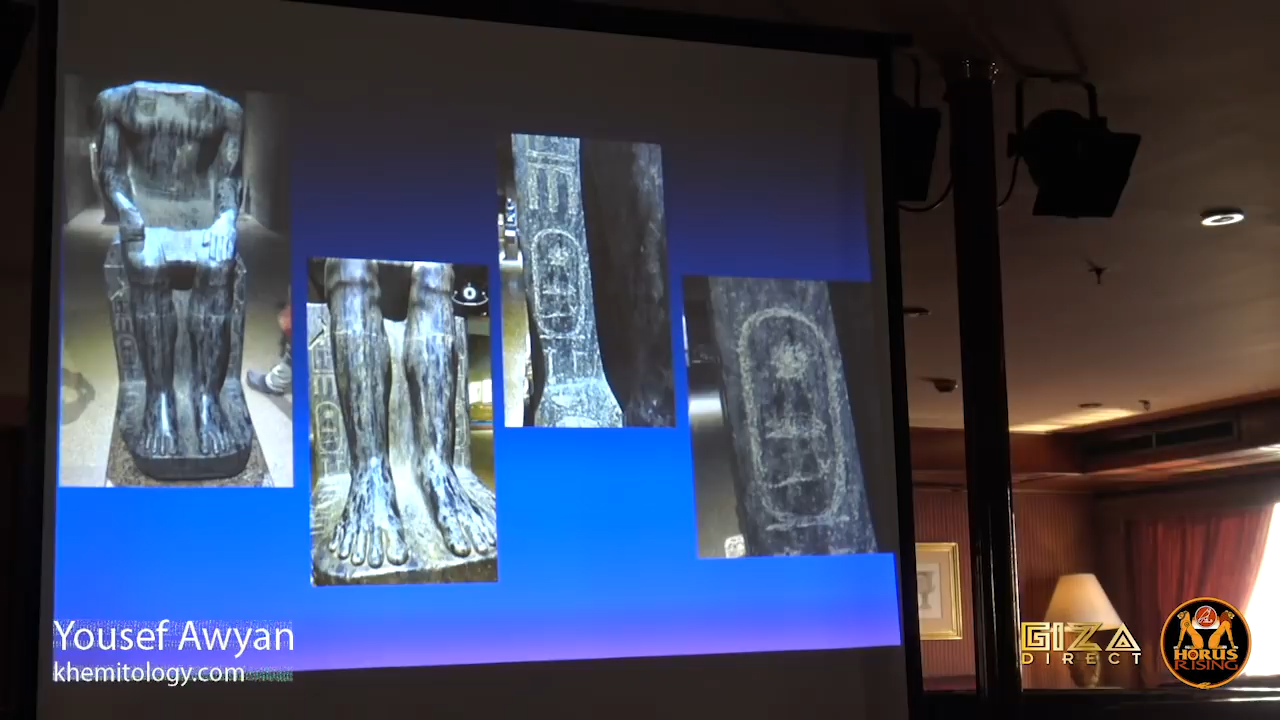 Yousef Awyan
khemitology.com
GIZA
DIRECT
HORUS
RISING